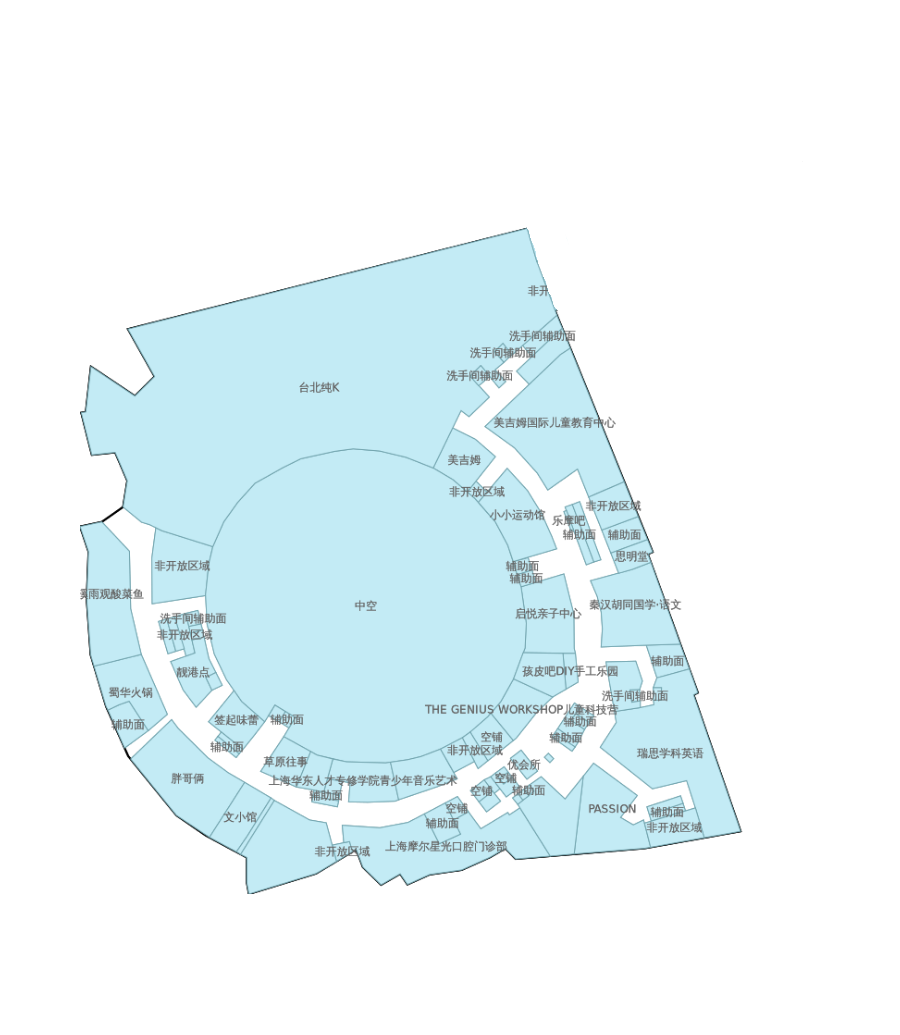 非开
洗手间辅助面
洗手间辅助面
洗手间辅助面
台北纯K
美吉姆国际儿童教育中心
美吉姆
非开放区域
非开放区域
小小运动馆
乐摩吧
辅助面
辅助面
思明堂
非开放区域
辅助面
辅助面
雨观酸菜鱼
中空
秦汉胡同国学·语文
启悦亲子中心
洗手间辅助面
非开放区域
辅助面
靓港点
孩皮吧DIY手工乐园
蜀华火锅
洗手间辅助面
THE GENIUS WORKSHOP儿童科技营
签起味蕾
辅助面
辅助面
辅助面
空铺
辅助面
辅助面
非开放区域
瑞思学科英语
草原往事
优会所
胖哥俩
上海华东人才专修学院青少年音乐艺术
空铺
空铺
辅助面
辅助面
空铺
PASSION
辅助面
文小馆
辅助面
非开放区域
上海摩尔星光口腔门诊部
非开放区域